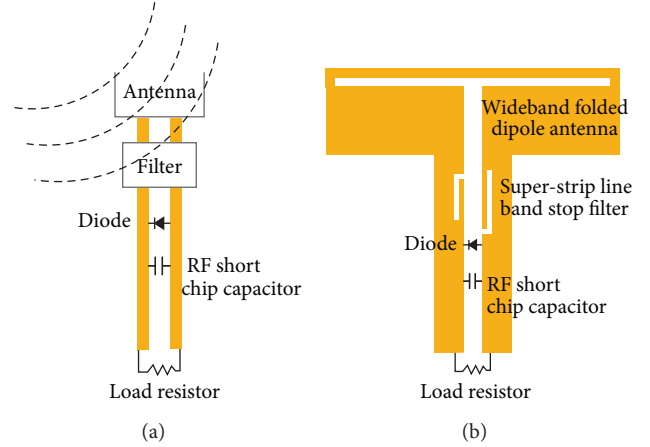 Antenna
Filter
Diode
RF short
chip capacitor
Load resistor
(a)
Wideband folded
dipole antenna
Super-strip line
band stop filter
Diode
RF short
chip capacitor
Load resistor
(b)